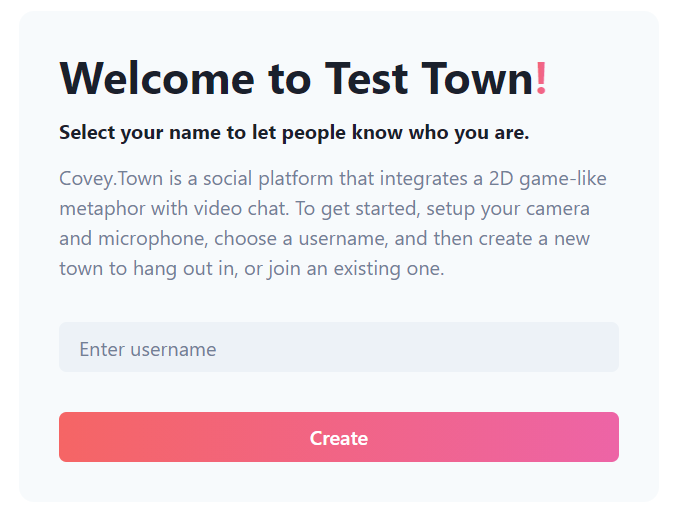 Welcome to Test Town!
Select your name to let people know who you are.
Covey.Town is a social platform that integrates a 2D game-like
metaphor with video chat. To get started, setup your camera
and microphone, choose a username, and then create a new
town to hang out in, or join an existing one.
Enter username
Create